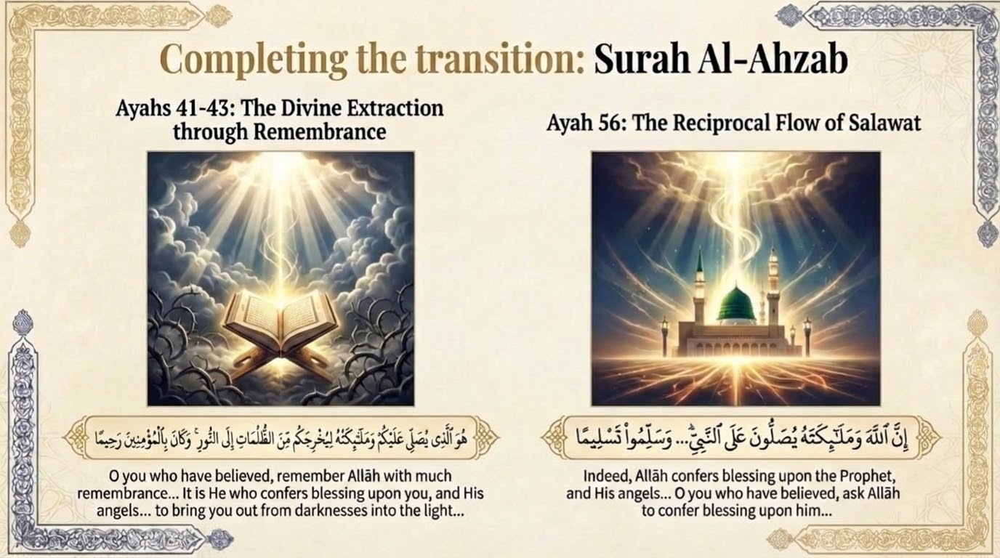 Completing the transition: Surah Al-Ahzab
Ayahs 41-43: The Divine Extraction
through Remembrance
هُوَ ٱلَّذِى يُصَلِّى عَلَيْكُمْ وَمَلَـٰٓئِكَتُهُ لِيُخْرِجَكُم مِّنَ الظُّلُمَاتِ إِلَى النُّورِ ۚ وَكَانَ بِٱلْمُؤْمِنِينَ رَحِيمًا
O you who have believed, remember Allāh with much
remembrance... It is He who confers blessing upon you, and His
angels... to bring you out from darknesses into the light...
Ayah 56: The Reciprocal Flow of Salawat
إِنَّ ٱللَّهَ وَمَلَـٰٓئِكَتَهُ يُصَلُّونَ عَلَى ٱلنَّبِيِّ ۚ... وَسَلِّمُوا۟ تَسْلِيمًا
Indeed, Allāh confers blessing upon the Prophet,
and His angels... O you who have believed, ask Allāh
to confer blessing upon him...